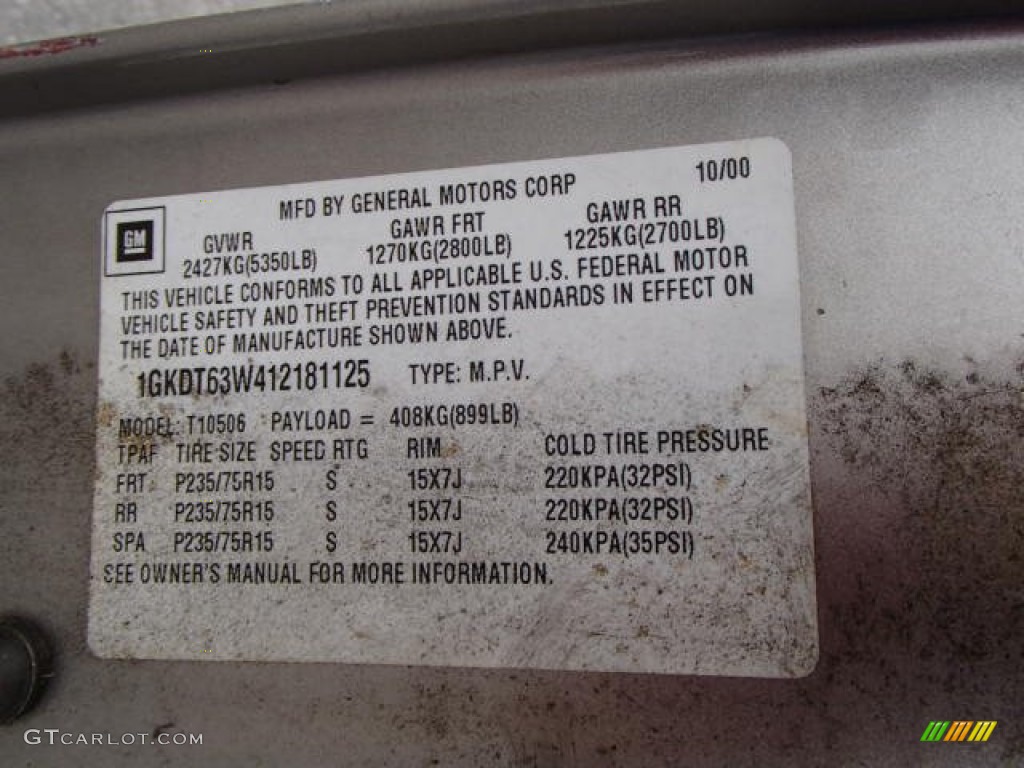 10/00
MFD BY GENERAL MOTORS CORP
GM
GVWR GAWR FRT GAWR RR
2427KG(5350LB) 1270KG(2800LB) 1225KG(2700LB)
THIS VEHICLE CONFORMS TO ALL APPLICABLE U.S. FEDERAL MOTOR
VEHICLE SAFETY AND THEFT PREVENTION STANDARDS IN EFFECT ON
THE DATE OF MANUFACTURE SHOWN ABOVE.
1GKDT63W412181125 TYPE: M.P.V.
MODEL: T10506 PAYLOAD = 408KG(899LB)
TPAF TIRE SIZE SPEED RTG RIM COLD TIRE PRESSURE
FRT P235/75R15 S 15X7J 220KPA(32PSI)
RR P235/75R15 S 15X7J 220KPA(32PSI)
SPA P235/75R15 S 15X7J 240KPA(35PSI)
SEE OWNER'S MANUAL FOR MORE INFORMATION.
GTCARLOT.COM